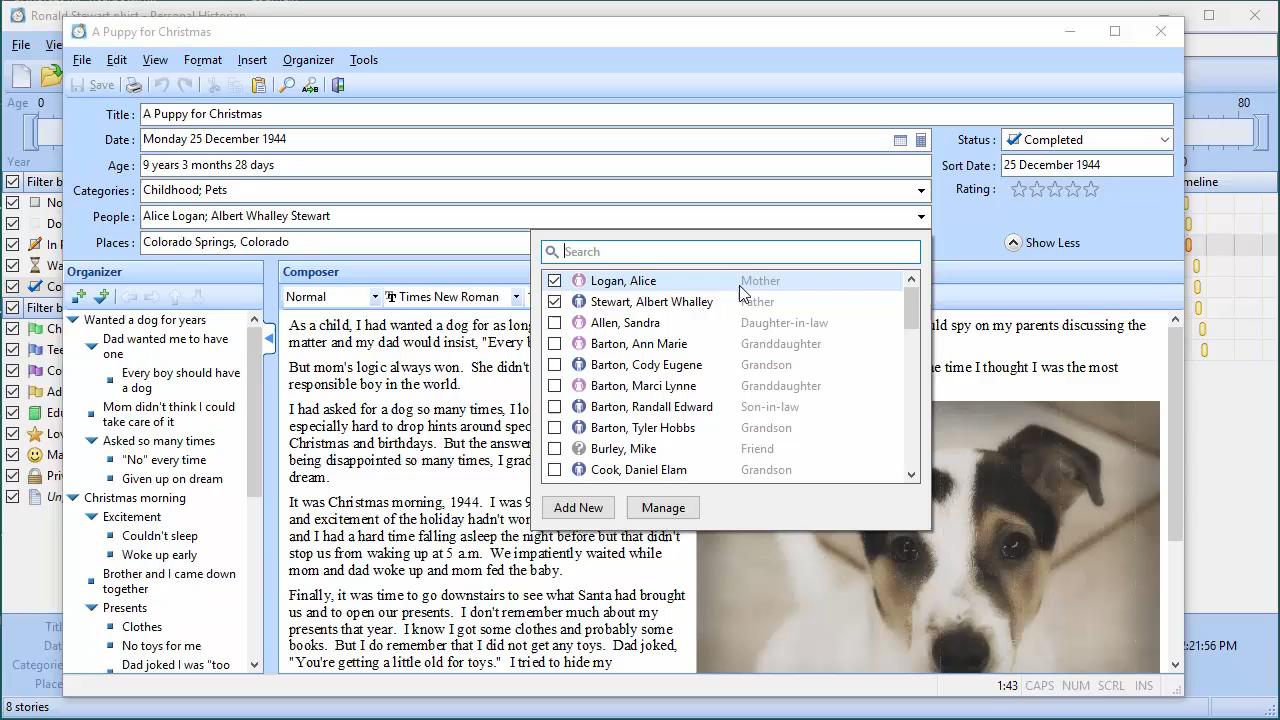 Ronald Stewart.phist - Personal Historian
A Puppy for Christmas
File
File Edit View Format Insert Organizer Tools
Save
Age 0
80
Title : A Puppy for Christmas
Date : Monday 25 December 1944
Status : Completed
Age : 9 years 3 months 28 days
Sort Date : 25 December 1944
Year
Categories : Childhood; Pets
Rating :
Filter
People : Alice Logan; Albert Whalley Stewart
Places : Colorado Springs, Colorado
Show Less
Search
Organizer
Composer
Normal
Times New Roman
Logan, Alice Mother
Stewart, Albert Whalley
Allen, Sandra Daughter-in-law
Barton, Ann Marie Granddaughter
Barton, Cody Eugene Grandson
Barton, Marci Lynne Granddaughter
Barton, Randall Edward Son-in-law
Barton, Tyler Hobbs Grandson
Burley, Mike Friend
Cook, Daniel Elam Grandson
Add New Manage
Wanted a dog for years
Dad wanted me to have
one
Every boy should have
a dog
Mom didn't think I could
take care of it
Asked so many times
"No" every time
Given up on dream
Christmas morning
Excitement
Couldn't sleep
Woke up early
Brother and I came down
together
Presents
Clothes
No toys for me
Dad joked I was "too
As a child, I had wanted a dog for as long
would spy on my parents discussing the
matter and my dad would insist, "Every
But mom's logic always won. She didn't
time I thought I was the most
responsible boy in the world.
I had asked for a dog so many times, I
especially hard to drop hints around
Christmas and birthdays. But the
being disappointed so many times, I
dream.
It was Christmas morning, 1944. I was 9
and excitement of the holiday hadn't
and I had a hard time falling asleep the night before but that didn't
stop us from waking up at 5 a.m. We impatiently waited while
mom and dad woke up and mom fed the baby.
Finally, it was time to go downstairs to see what Santa had brought
us and to open our presents. I don't remember much about my
presents that year. I know I got some clothes and probably some
books. But I do remember that I did not get any toys. Dad joked,
"You're getting a little old for toys." I tried to hide my
:21:56 PM
1:43 CAPS NUM SCRL INS
8 stories